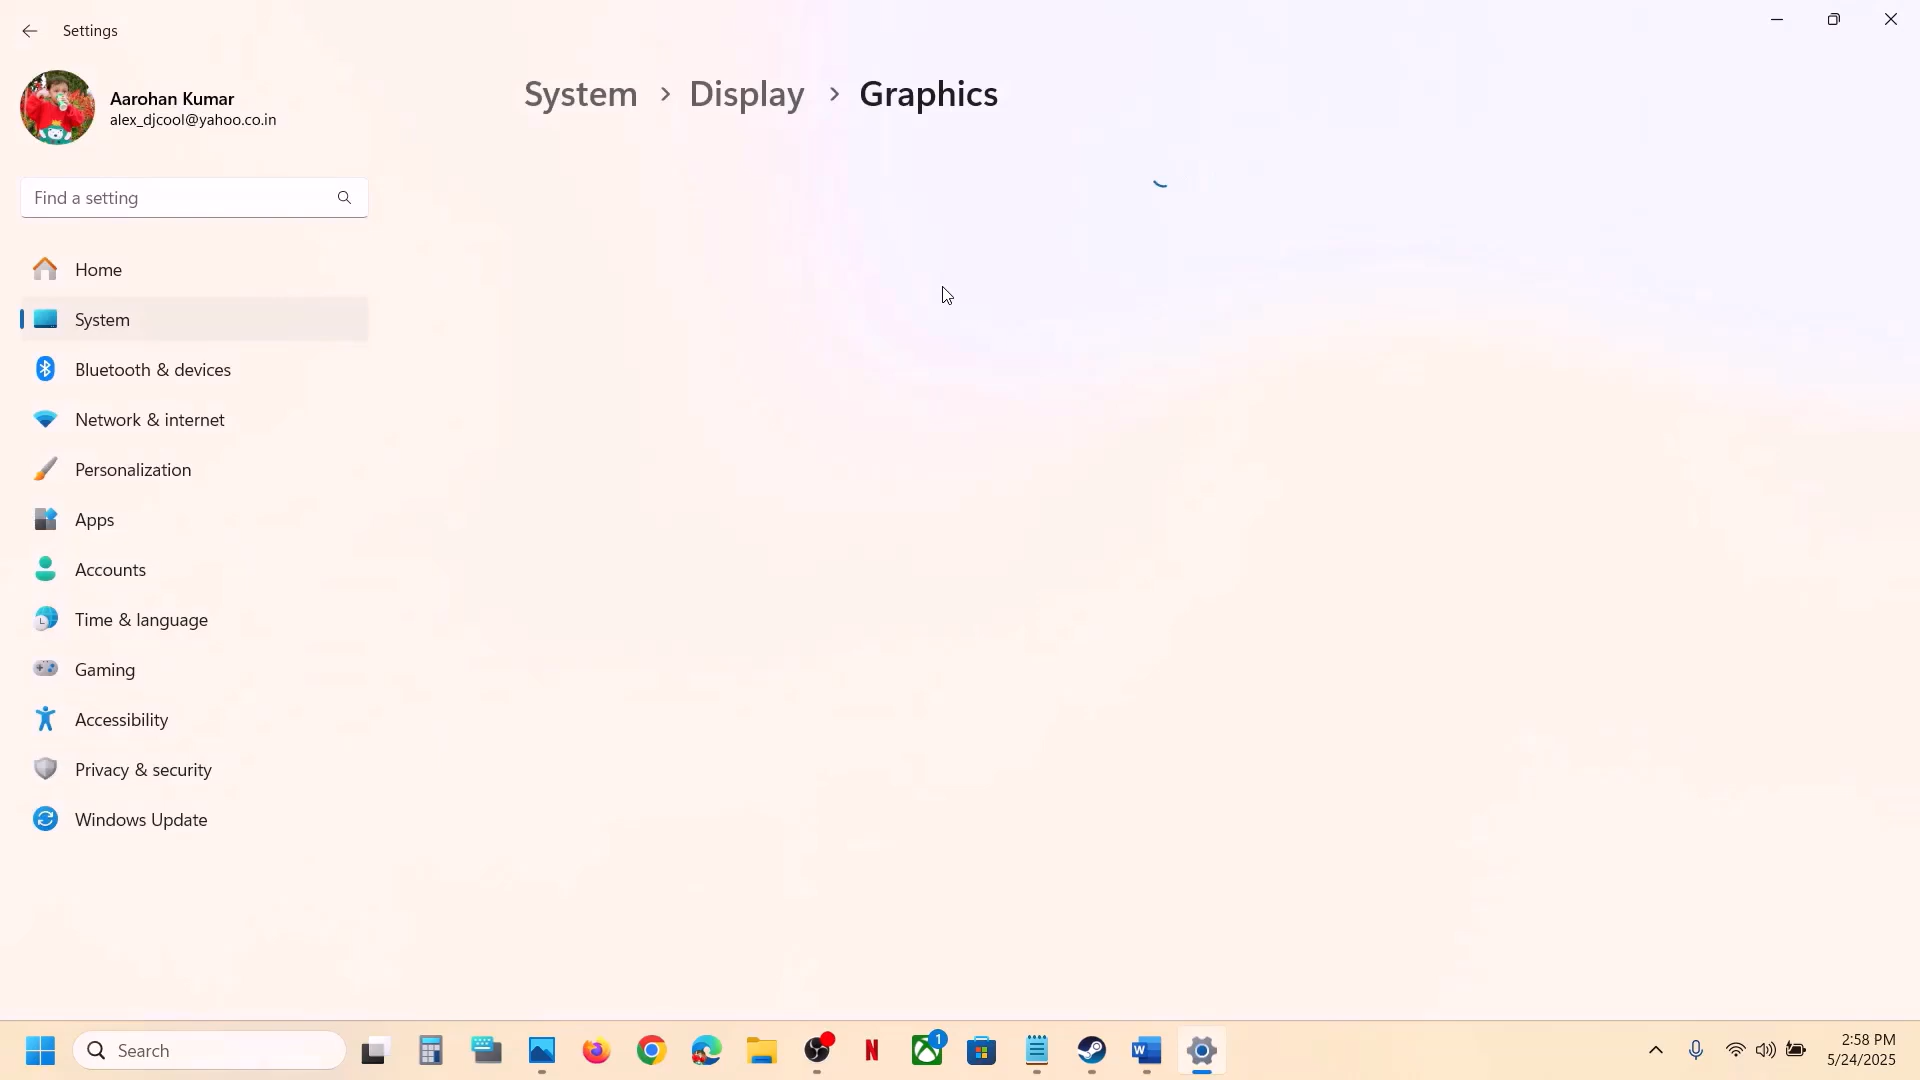 Settings
Aarohan Kumar
alex_djcool@yahoo.co.in
System > Display > Graphics
Find a setting
Home
System
Bluetooth & devices
Network & internet
Personalization
Apps
Accounts
Time & language
Gaming
Accessibility
Privacy & security
Windows Update
Search
1
2:58 PM
5/24/2025